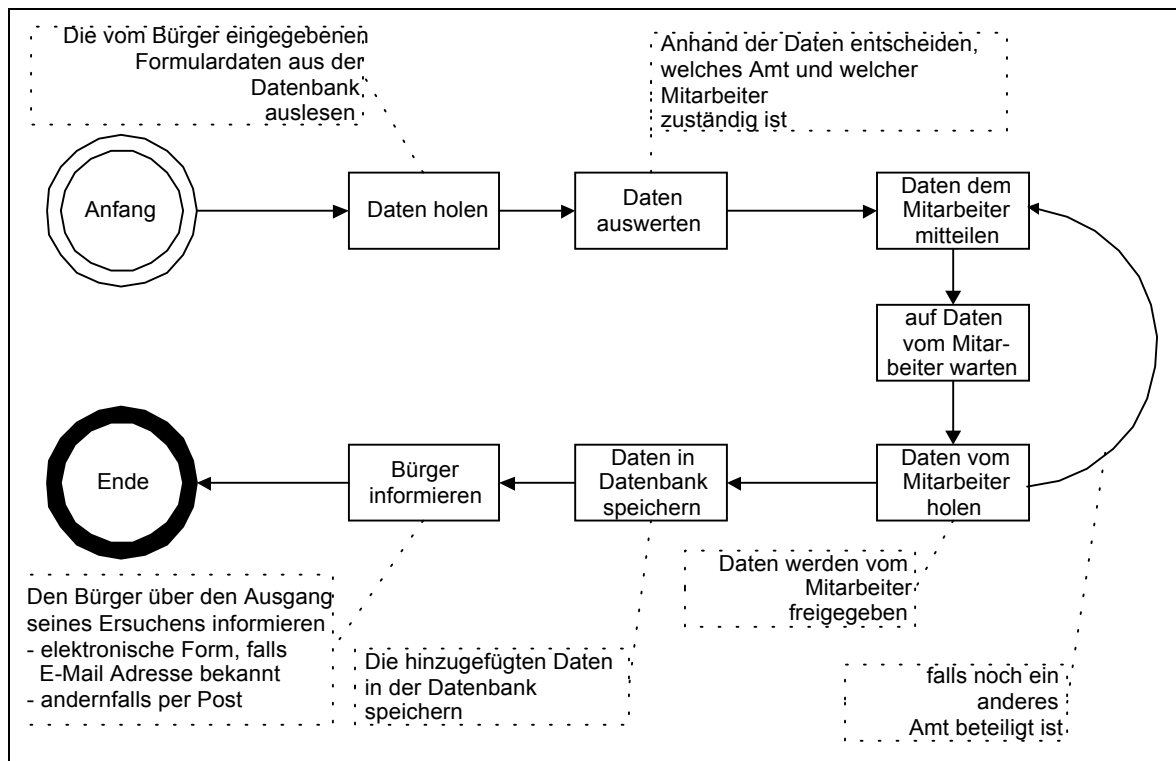 Die vom Bürger eingegebenen
Formulardaten aus der
Datenbank
auslesen
Anhand der Daten entscheiden,
welches Amt und welcher
Mitarbeiter
zuständig ist
Anfang
Daten holen
Daten
auswerten
Daten dem
Mitarbeiter
mitteilen
auf Daten
vom Mitar-
beiter warten
Ende
Bürger
informieren
Daten in
Datenbank
speichern
Daten vom
Mitarbeiter
holen
Daten werden vom
Mitarbeiter
freigegeben
Den Bürger über den Ausgang
seines Ersuchens informieren
- elektronische Form, falls
E-Mail Adresse bekannt
- andernfalls per Post
Die hinzugefügten Daten
in der Datenbank
speichern
falls noch ein
anderes
Amt beteiligt ist